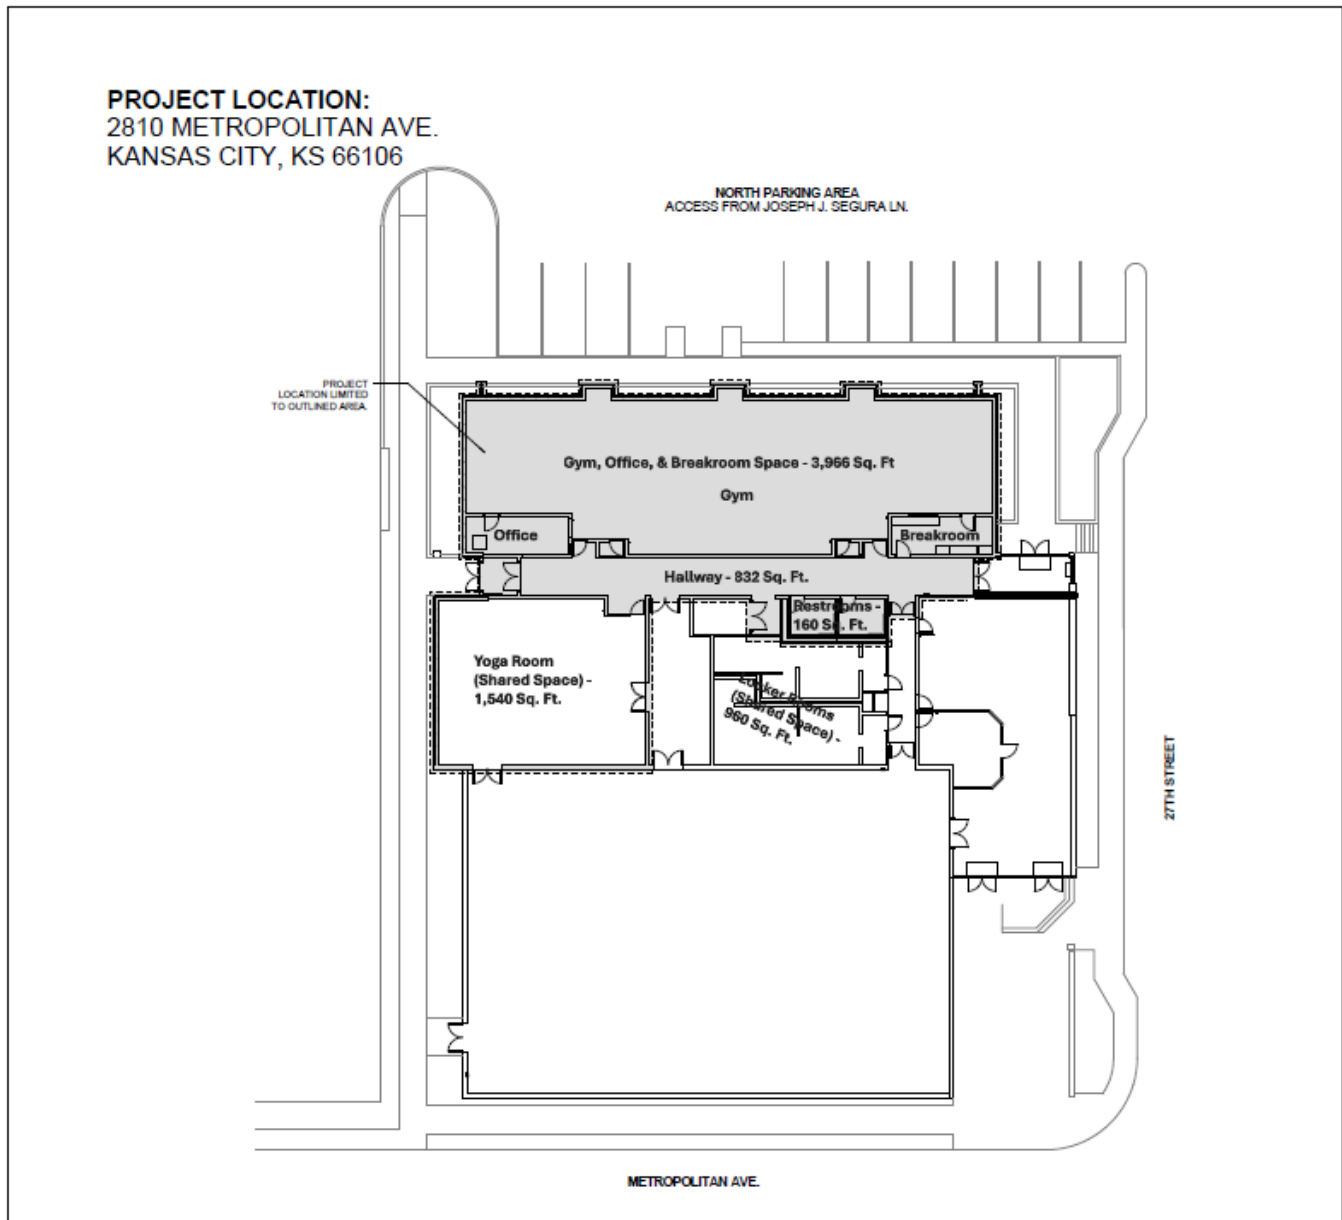 PROJECT LOCATION:
2810 METROPOLITAN AVE.
KANSAS CITY, KS 66106
NORTH PARKING AREA
ACCESS FROM JOSEPH J. SEGURA LN.
PROJECT
LOCATION LIMITED
TO OUTLINED AREA.
Gym, Office, & Breakroom Space - 3,966 Sq. Ft
Gym
Office
Breakroom
Hallway - 832 Sq. Ft.
Restrooms -
160 Sq. Ft.
Yoga Room
(Shared Space) -
1,540 Sq. Ft.
Locker Rooms
(Shared Space) -
960 Sq. Ft.
27TH STREET
METROPOLITAN AVE.